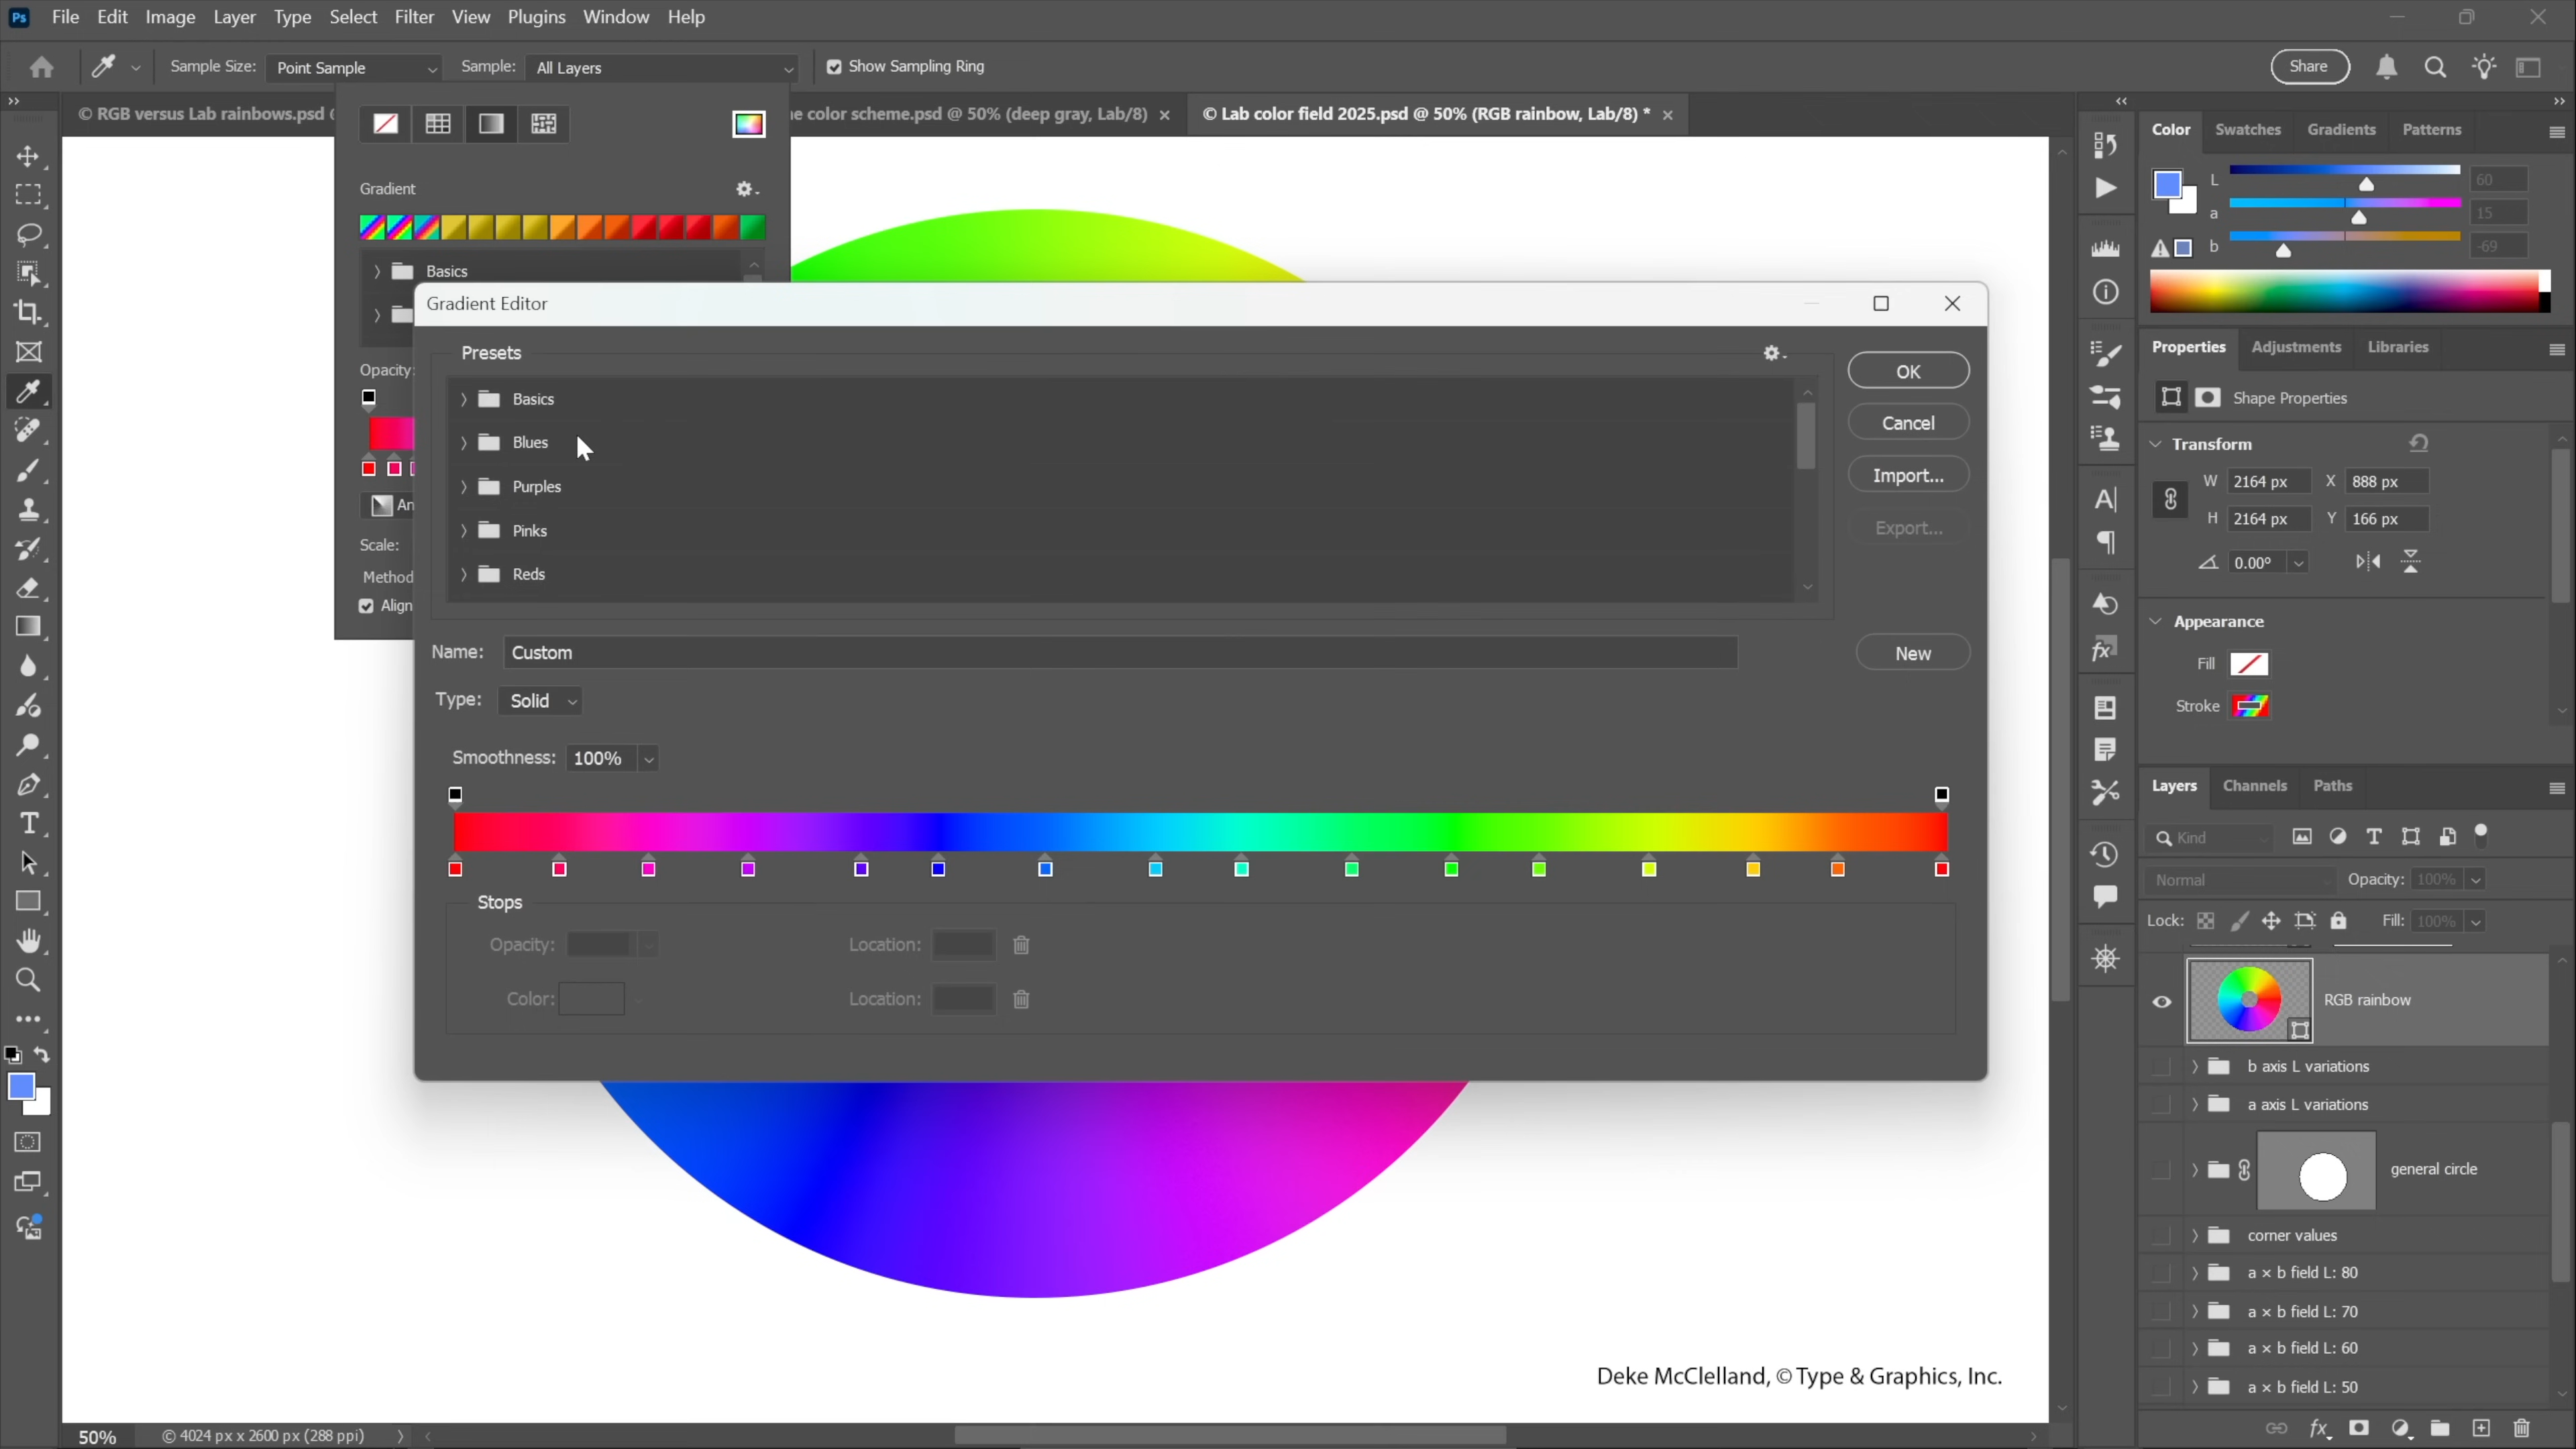 Ps File Edit Image Layer Type Select Filter View Plugins Window Help
Sample Size: Point Sample Sample: All Layers Show Sampling Ring Share
© RGB versus Lab rainbows.psd
e color scheme.psd @ 50% (deep gray, Lab/8) ×
© Lab color field 2025.psd @ 50% (RGB rainbow, Lab/8) * ×
Gradient
Basics
Opacity:
Scale:
Method
Align
Gradient Editor
Presets
Basics
Blues
Purples
Pinks
Reds
OK
Cancel
Import...
Export...
Name: Custom
New
Type: Solid
Smoothness: 100%
Stops
Opacity: Location:
Color: Location:
Deke McClelland, © Type & Graphics, Inc.
50% © 4024 px x 2600 px (288 ppi)
Color Swatches Gradients Patterns
L 60
a 15
b -69
Properties Adjustments Libraries
Shape Properties
Transform
W 2164 px X 888 px
H 2164 px Y 166 px
0.00°
Appearance
Fill
Stroke
Layers Channels Paths
Kind
Normal Opacity: 100%
Lock: Fill: 100%
RGB rainbow
b axis L variations
a axis L variations
general circle
corner values
a × b field L: 80
a × b field L: 70
a × b field L: 60
a × b field L: 50